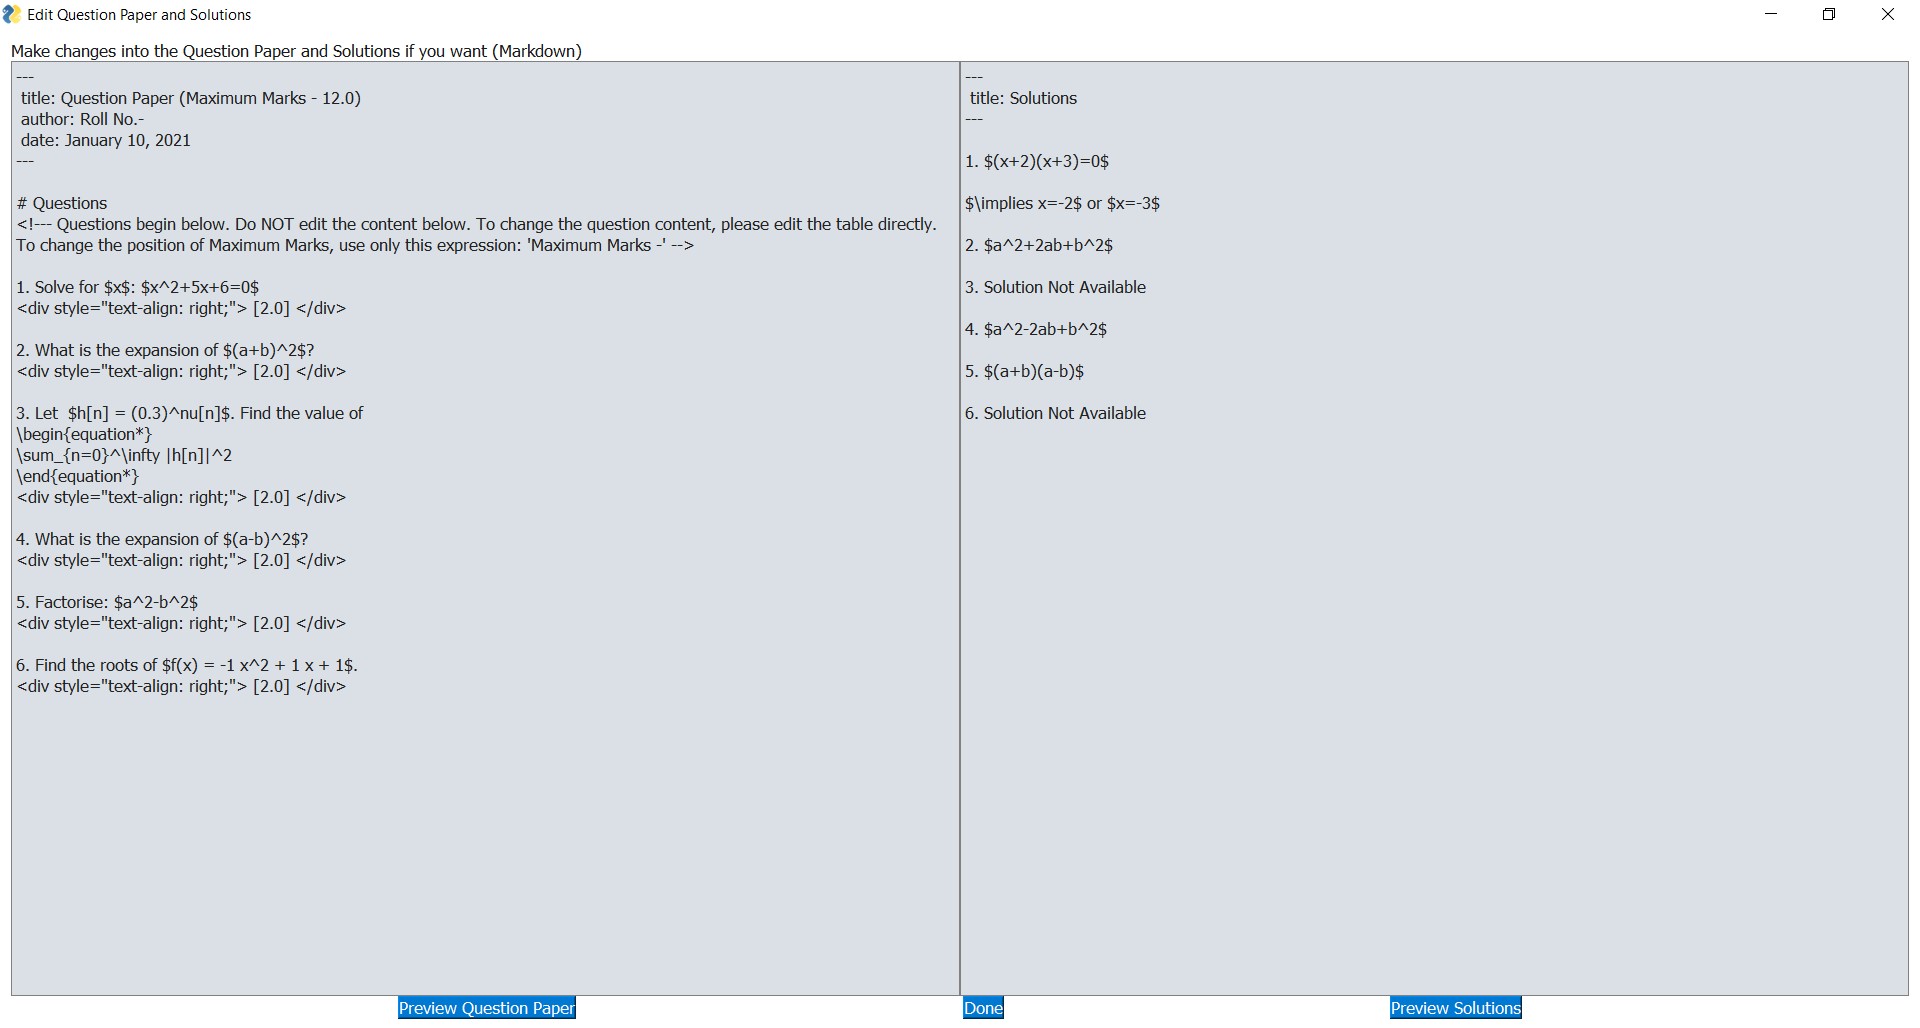 Edit Question Paper and Solutions
Make changes into the Question Paper and Solutions if you want (Markdown)
---
title: Question Paper (Maximum Marks - 12.0)
author: Roll No.-
date: January 10, 2021
---
# Questions
<!--- Questions begin below. Do NOT edit the content below. To change the question content, please edit the table directly.
To change the position of Maximum Marks, use only this expression: 'Maximum Marks -' -->
1. Solve for $x$: $x^2+5x+6=0$
<div style="text-align: right;"> [2.0] </div>
2. What is the expansion of $(a+b)^2$?
<div style="text-align: right;"> [2.0] </div>
3. Let  $h[n] = (0.3)^nu[n]$. Find the value of
\begin{equation*}
\sum_{n=0}^\infty |h[n]|^2
\end{equation*}
<div style="text-align: right;"> [2.0] </div>
4. What is the expansion of $(a-b)^2$?
<div style="text-align: right;"> [2.0] </div>
5. Factorise: $a^2-b^2$
<div style="text-align: right;"> [2.0] </div>
6. Find the roots of $f(x) = -1 x^2 + 1 x + 1$.
<div style="text-align: right;"> [2.0] </div>
---
title: Solutions
---
1. $(x+2)(x+3)=0$
$\implies x=-2$ or $x=-3$
2. $a^2+2ab+b^2$
3. Solution Not Available
4. $a^2-2ab+b^2$
5. $(a+b)(a-b)$
6. Solution Not Available
Preview Question Paper
Done
Preview Solutions